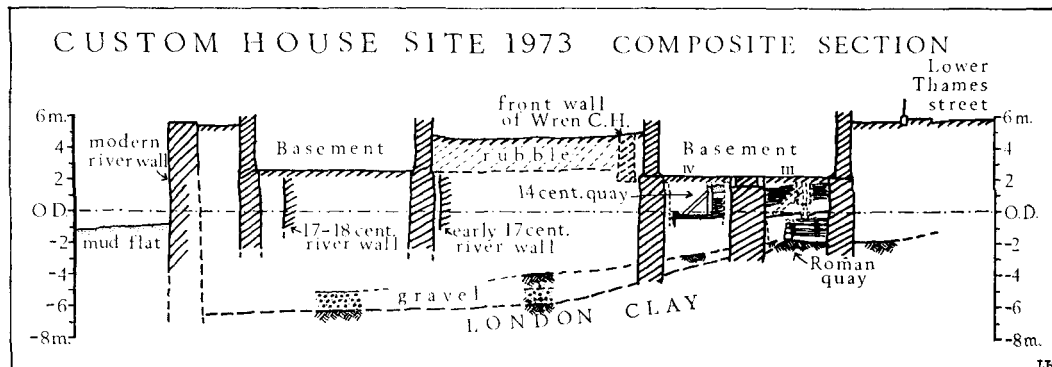 CUSTOM HOUSE SITE 1973 COMPOSITE SECTION
Lower
Thames
street
front wall
of Wren C.H.
6m.
4
2
O.D.
-2
-4
-6
-8m.
modern
river wall
Basement
rubble
Basement
IV
III
14 cent. quay
mud flat
17-18 cent.
river wall
early 17 cent.
river wall
Roman
quay
gravel
LONDON CLAY
6m.
4
2
O.D.
-2
-4
-6
-8m.